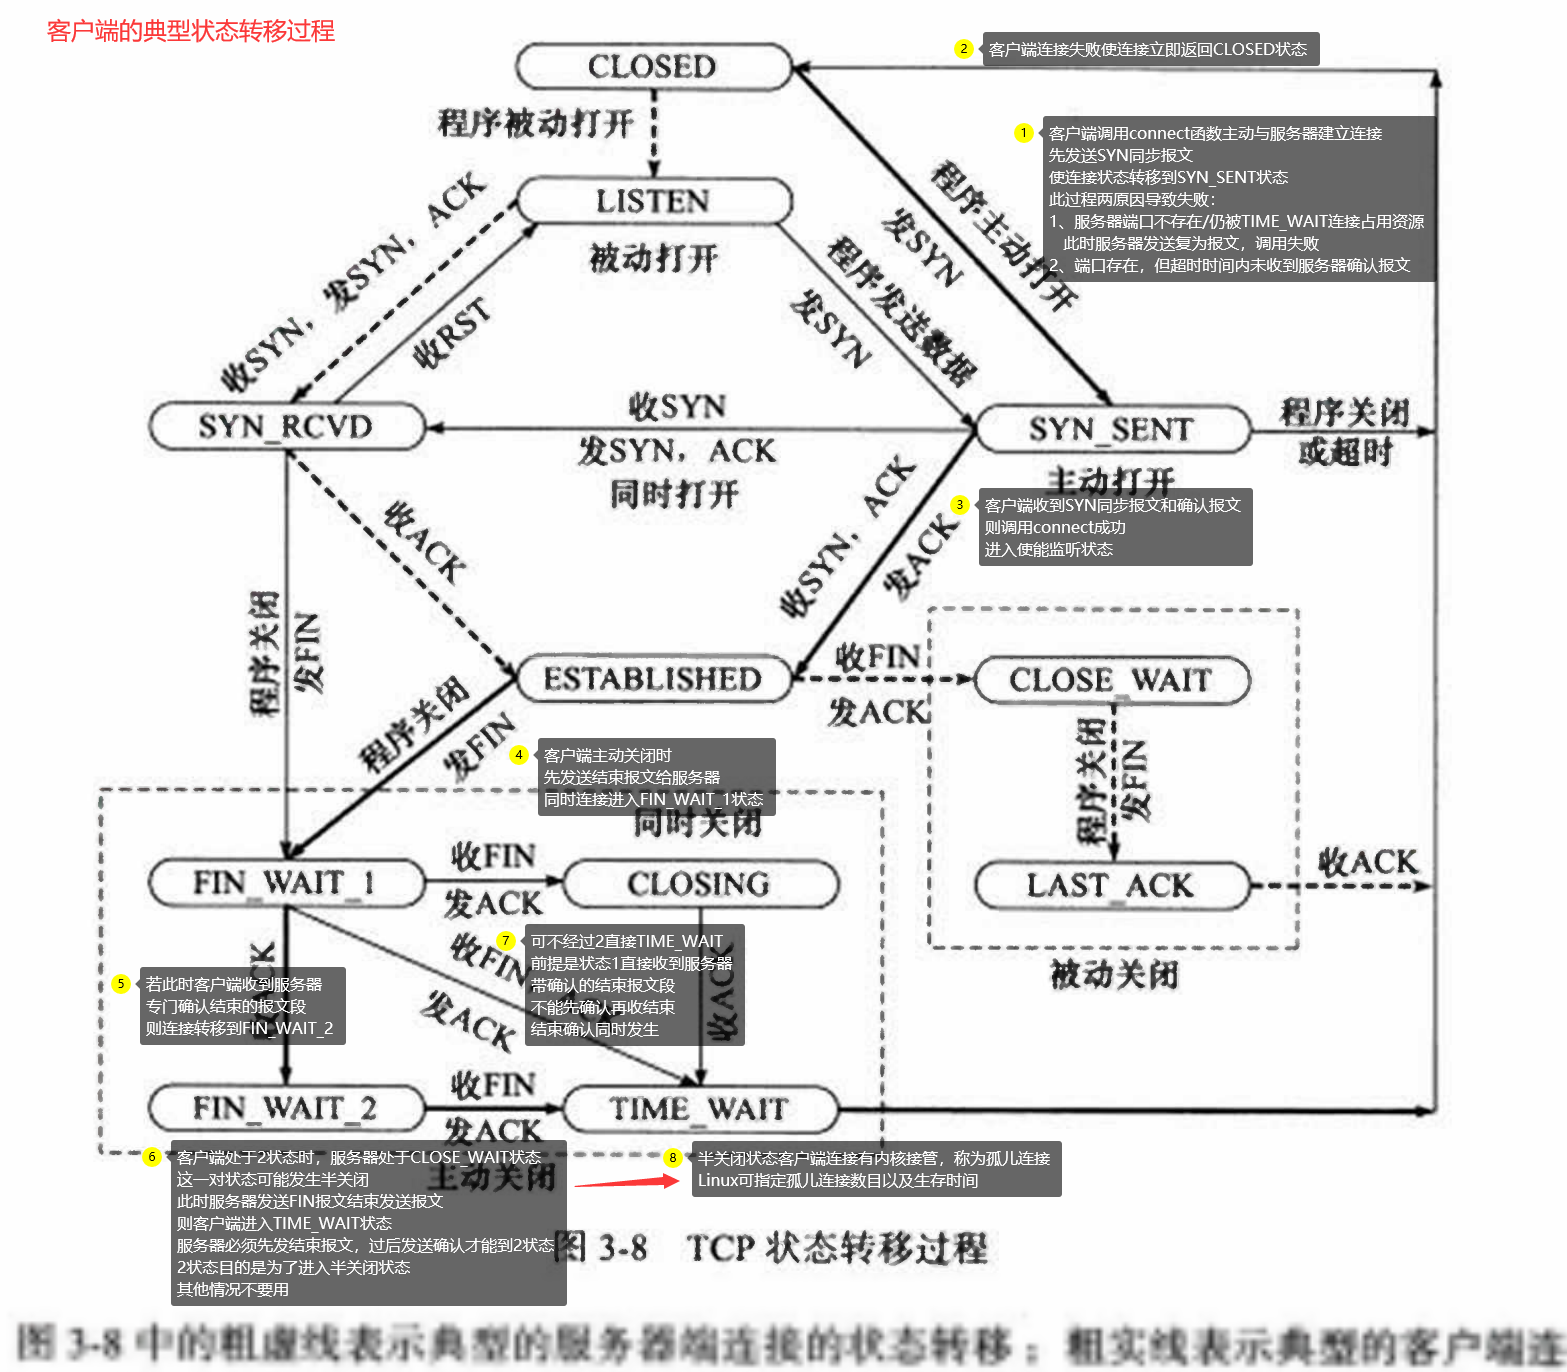 客户端的典型状态转移过程
CLOSED
2 客户端连接失败使连接立即返回CLOSED状态
程序被动打开
1 客户端调用connect函数主动与服务器建立连接
先发送SYN同步报文
使连接状态转移到SYN_SENT状态
此过程两原因导致失败：
1、服务器端口不存在/仍被TIME_WAIT连接占用资源
此时服务器发送复为报文，调用失败
2、端口存在，但超时时间内未收到服务器确认报文
程序主动打开
发SYN
LISTEN
被动打开
收SYN，发SYN，ACK
收RST
程序发送数据
发SYN
SYN_RCVD
收SYN
发SYN，ACK
同时打开
SYN_SENT
主动打开
程序关闭
或超时
3 客户端收到SYN同步报文和确认报文
则调用connect成功
进入使能监听状态
收ACK
收SYN，ACK
发ACK
程序关闭
发FIN
ESTABLISHED
收FIN
发ACK
CLOSE_WAIT
程序关闭
发FIN
4 客户端主动关闭时
先发送结束报文给服务器
同时连接进入FIN_WAIT_1状态
程序关闭
发FIN
同时关闭
FIN_WAIT_1
收FIN
发ACK
CLOSING
LAST_ACK
收ACK
被动关闭
7 可不经过2直接TIME_WAIT
前提是状态1直接收到服务器
带确认的结束报文段
不能先确认再收结束
结束确认同时发生
收FIN
发ACK
收ACK
5 若此时客户端收到服务器
专门确认结束的报文段
则连接转移到FIN_WAIT_2
FIN_WAIT_2
收FIN
发ACK
TIME_WAIT
主动关闭
6 客户端处于2状态时，服务器处于CLOSE_WAIT状态
这一对状态可能发生半关闭
此时服务器发送FIN报文结束发送报文
则客户端进入TIME_WAIT状态
服务器必须先发结束报文，过后发送确认才能到2状态
2状态目的是为了进入半关闭状态
其他情况不要用
8 半关闭状态客户端连接有内核接管，称为孤儿连接
Linux可指定孤儿连接数目以及生存时间
图 3-8 TCP 状态转移过程
图 3-8 中的粗虚线表示典型的服务器端连接的状态转移；粗实线表示典型的客户端连